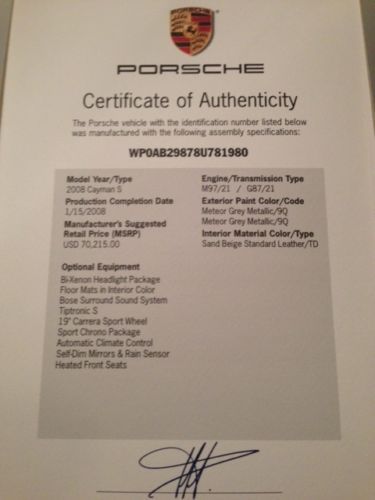 PORSCHE
Certificate of Authenticity
The Porsche vehicle with the identification number listed below
was manufactured with the following assembly specifications:
WP0AB29878U781980
Model Year/Type
2008 Cayman S
Production Completion Date
1/15/2008
Manufacturer's Suggested
Retail Price (MSRP)
USD 70,215.00
Engine/Transmission Type
M97/21 / G87/21
Exterior Paint Color/Code
Meteor Grey Metallic/9Q
Meteor Grey Metallic/9Q
Interior Material Color/Type
Sand Beige Standard Leather/TD
Optional Equipment
Bi-Xenon Headlight Package
Floor Mats in Interior Color
Bose Surround Sound System
Tiptronic S
19" Carrera Sport Wheel
Sport Chrono Package
Automatic Climate Control
Self-Dim Mirrors & Rain Sensor
Heated Front Seats